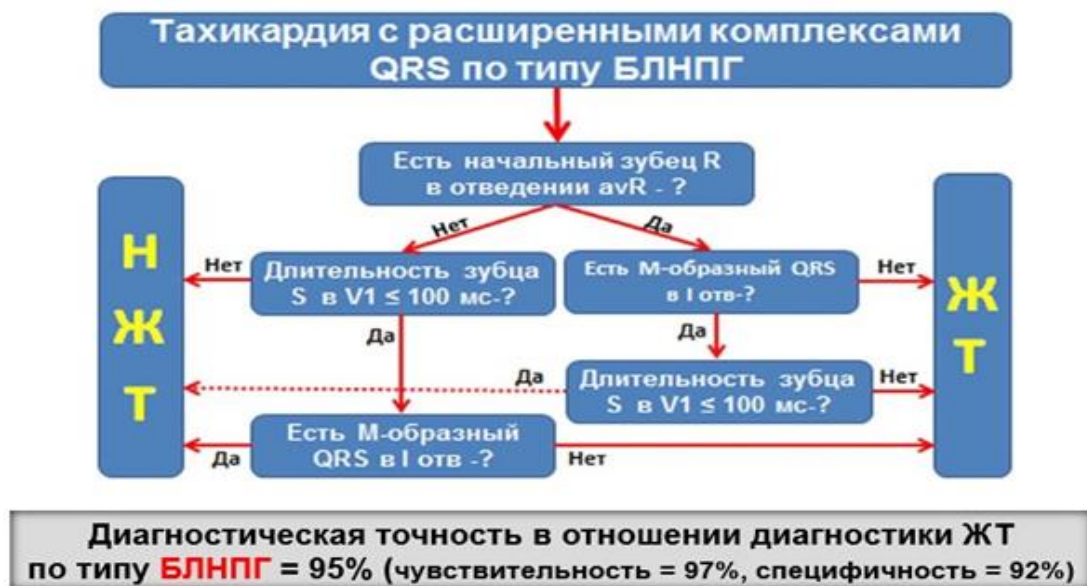 Тахикардия с расширенными комплексами
QRS по типу БЛНПГ
Есть начальный зубец R
в отведении avR - ?
Нет
Да
Н
Ж
Т
Нет
Длительность зубца
S в V1 ≤ 100 мс-?
Есть М-образный QRS
в I отв-?
Нет
Ж
Т
Да
Да
Да
Длительность зубца
S в V1 ≤ 100 мс-?
Нет
Есть М-образный
QRS в I отв -?
Да
Нет
Диагностическая точность в отношении диагностики ЖТ
по типу БЛНПГ = 95% (чувствительность = 97%, специфичность = 92%)